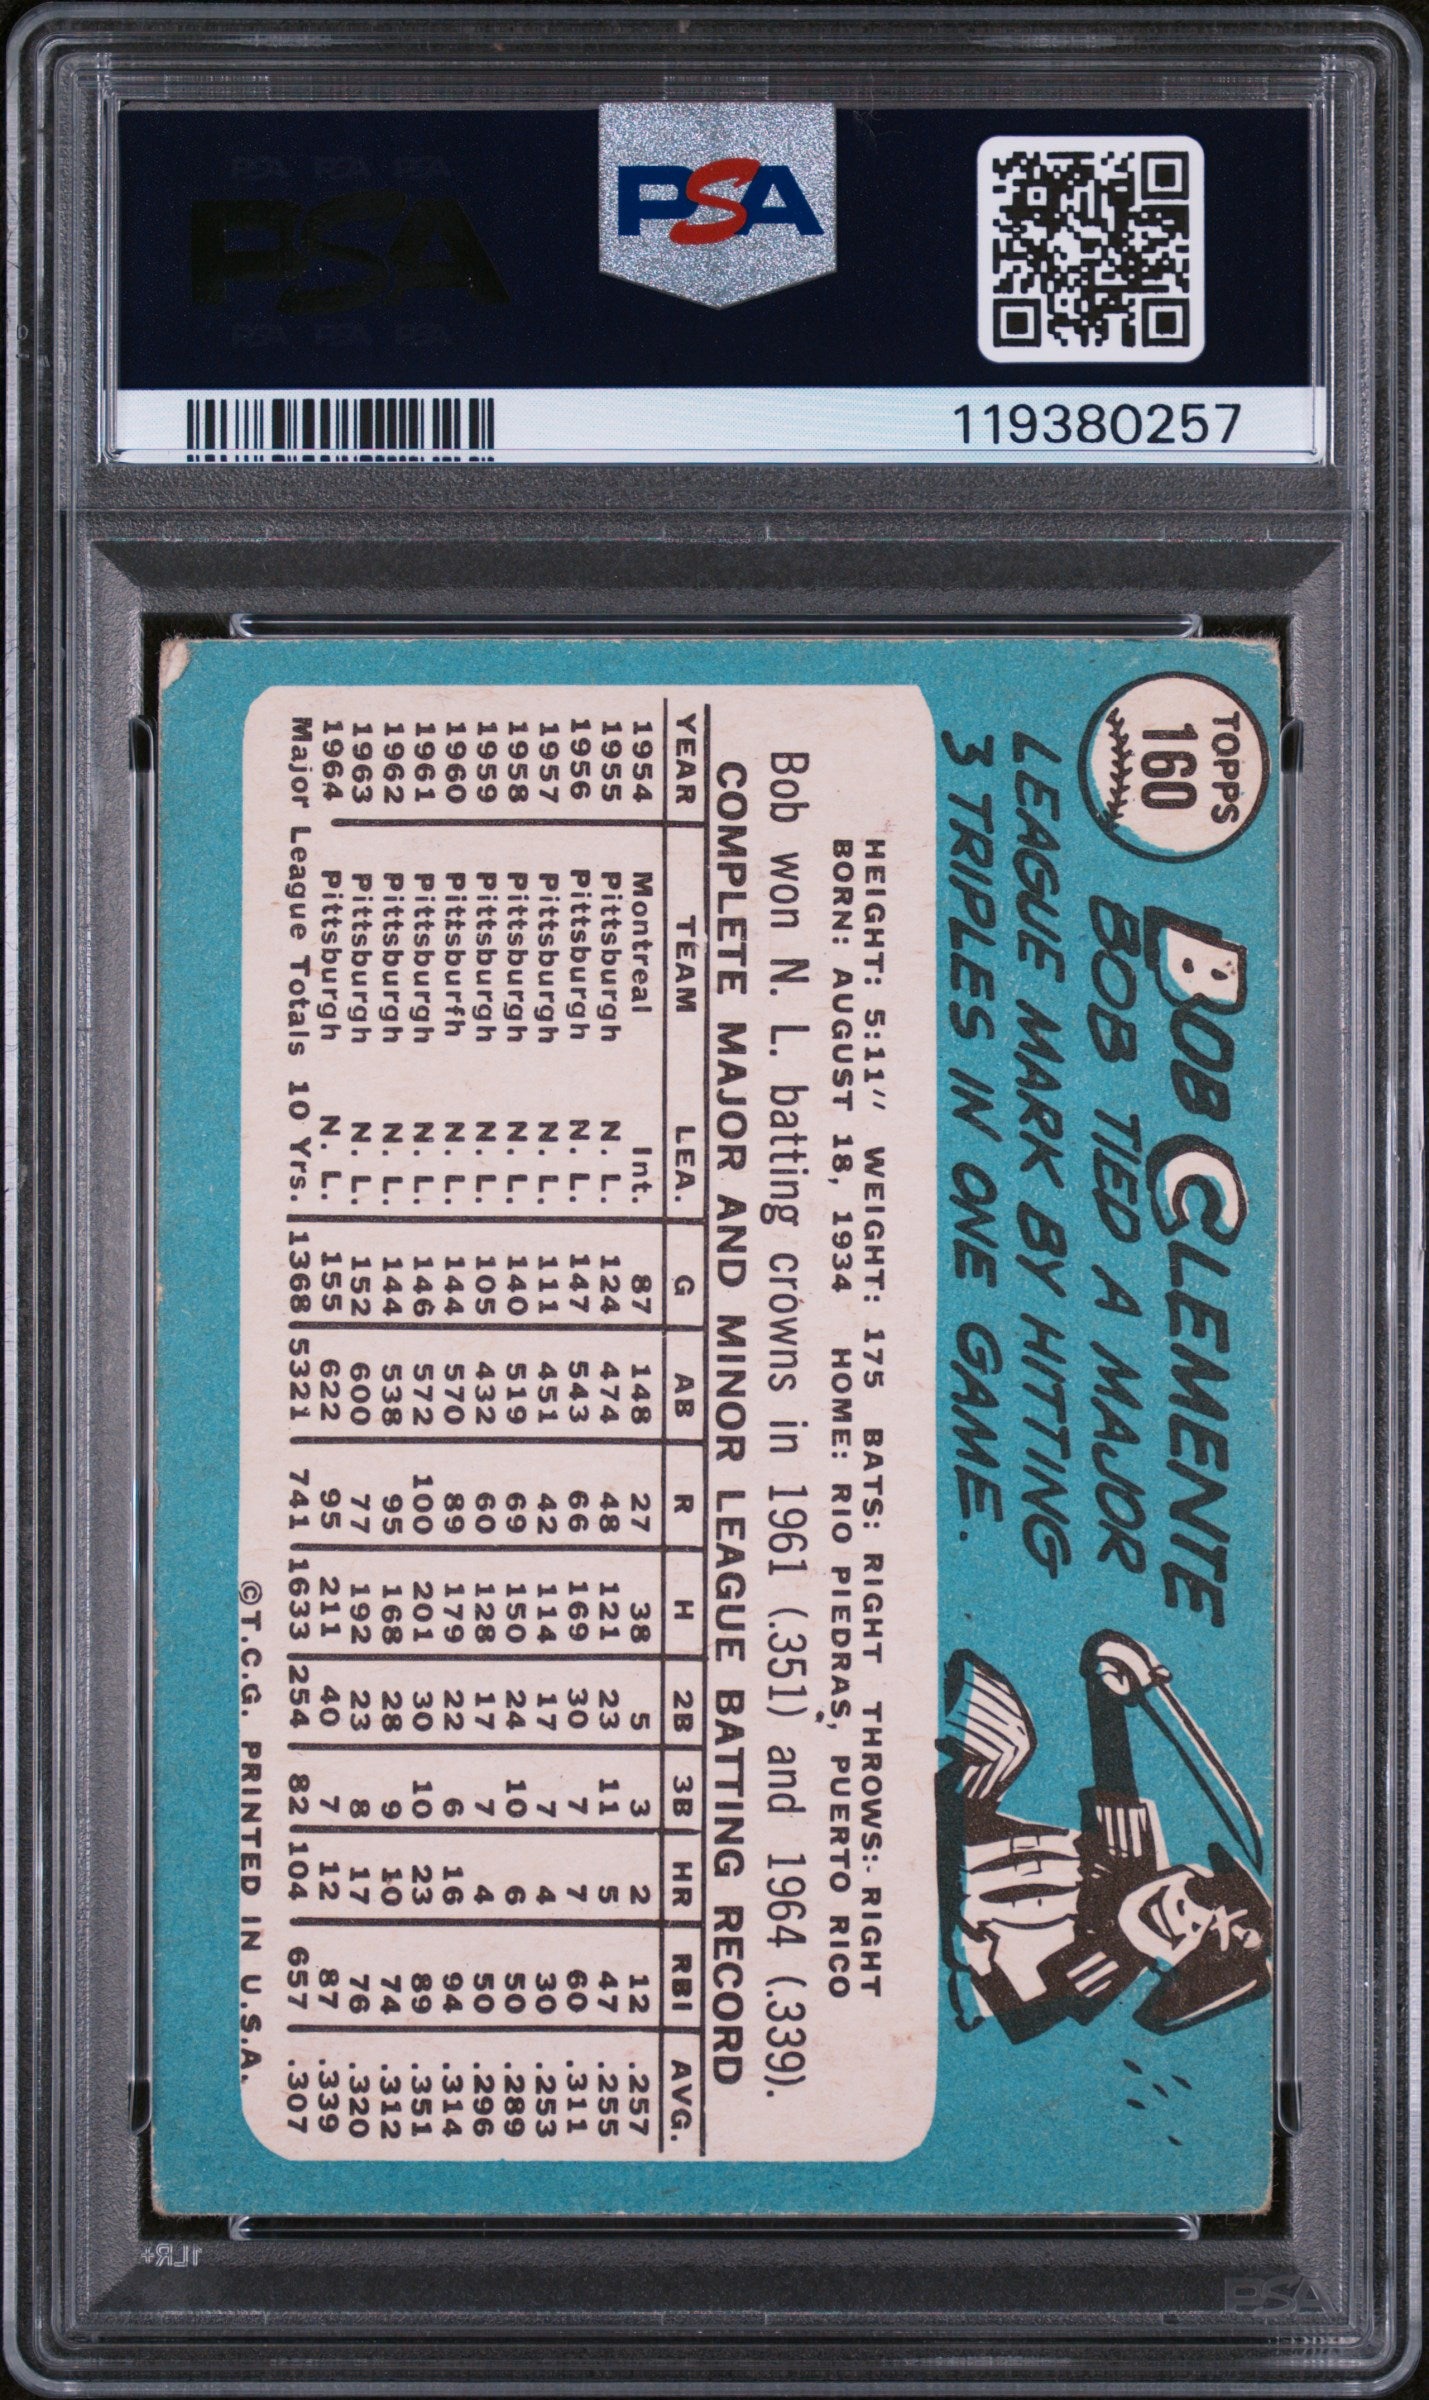 PSA PSA PSA
PSA
PSA PSA PSA
PSA
119380257
TOPPS
160
BOB CLEMENTE
BOB TIED A MAJOR
LEAGUE MARK BY HITTING
3 TRIPLES IN ONE GAME.
HEIGHT: 5:11″ WEIGHT: 175 BATS: RIGHT THROWS: RIGHT
BORN: AUGUST 18, 1934 HOME: RIO PIEDRAS, PUERTO RICO
Bob won N. L. batting crowns in 1961 (.351) and 1964 (.339).
COMPLETE MAJOR AND MINOR LEAGUE BATTING RECORD
YEAR TEAM LEA. G AB R H 2B 3B HR RBI AVG.
1954 Montreal Int. 87 148 27 38 5 3 2 12 .257
1955 Pittsburgh N. L. 124 474 48 121 23 11 5 47 .255
1956 Pittsburgh N. L. 147 543 66 169 30 7 7 60 .311
1957 Pittsburgh N. L. 111 451 42 114 17 7 4 30 .253
1958 Pittsburgh N. L. 140 519 69 150 24 10 6 50 .289
1959 Pittsburgh N. L. 105 432 60 128 17 7 4 50 .296
1960 Pittsburfh N. L. 144 570 89 179 22 6 16 94 .314
1961 Pittsburgh N. L. 146 572 100 201 30 10 23 89 .351
1962 Pittsburgh N. L. 144 538 95 168 28 9 10 74 .312
1963 Pittsburgh N. L. 152 600 77 192 23 8 17 76 .320
1964 Pittsburgh N. L. 155 622 95 211 40 7 12 87 .339
Major League Totals 10 Yrs. 1368 5321 741 1633 254 82 104 657 .307
©T.C.G. PRINTED IN U.S.A.
1LR+
PSA